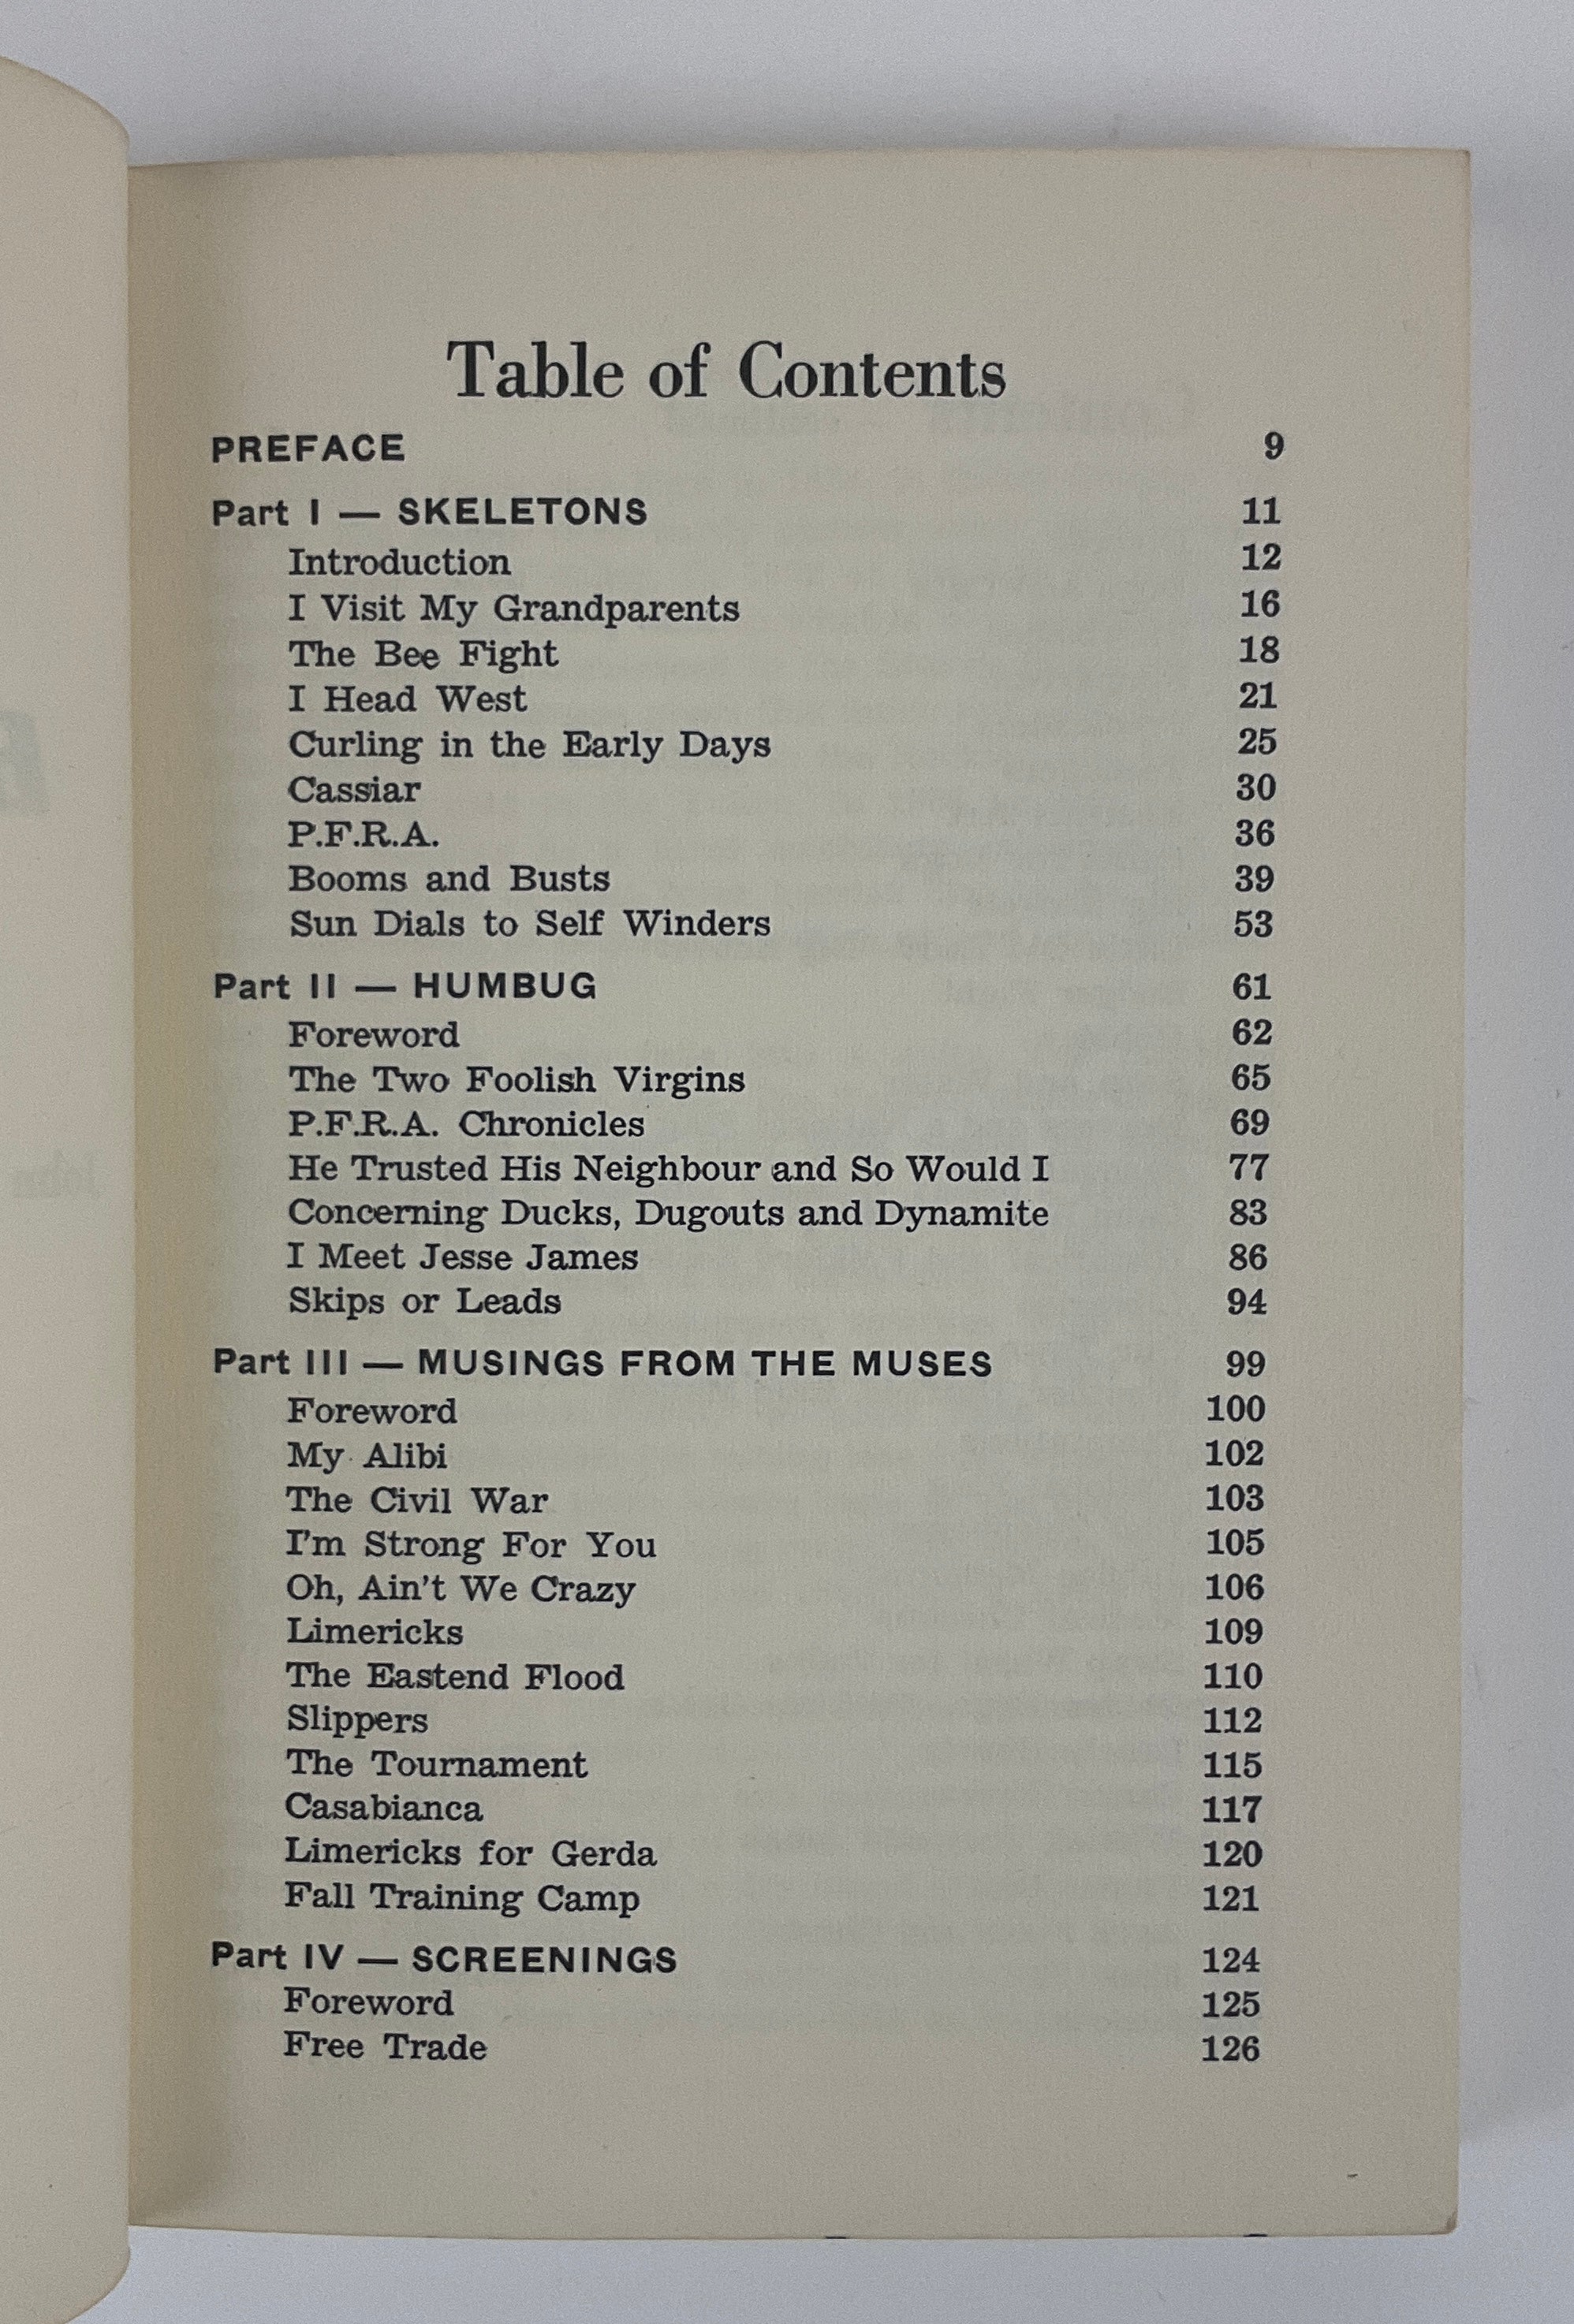 Table of Contents
PREFACE 9
Part I — SKELETONS 11
Introduction 12
I Visit My Grandparents 16
The Bee Fight 18
I Head West 21
Curling in the Early Days 25
Cassiar 30
P.F.R.A. 36
Booms and Busts 39
Sun Dials to Self Winders 53
Part II — HUMBUG 61
Foreword 62
The Two Foolish Virgins 65
P.F.R.A. Chronicles 69
He Trusted His Neighbour and So Would I 77
Concerning Ducks, Dugouts and Dynamite 83
I Meet Jesse James 86
Skips or Leads 94
Part III — MUSINGS FROM THE MUSES 99
Foreword 100
My Alibi 102
The Civil War 103
I'm Strong For You 105
Oh, Ain't We Crazy 106
Limericks 109
The Eastend Flood 110
Slippers 112
The Tournament 115
Casabianca 117
Limericks for Gerda 120
Fall Training Camp 121
Part IV — SCREENINGS 124
Foreword 125
Free Trade 126